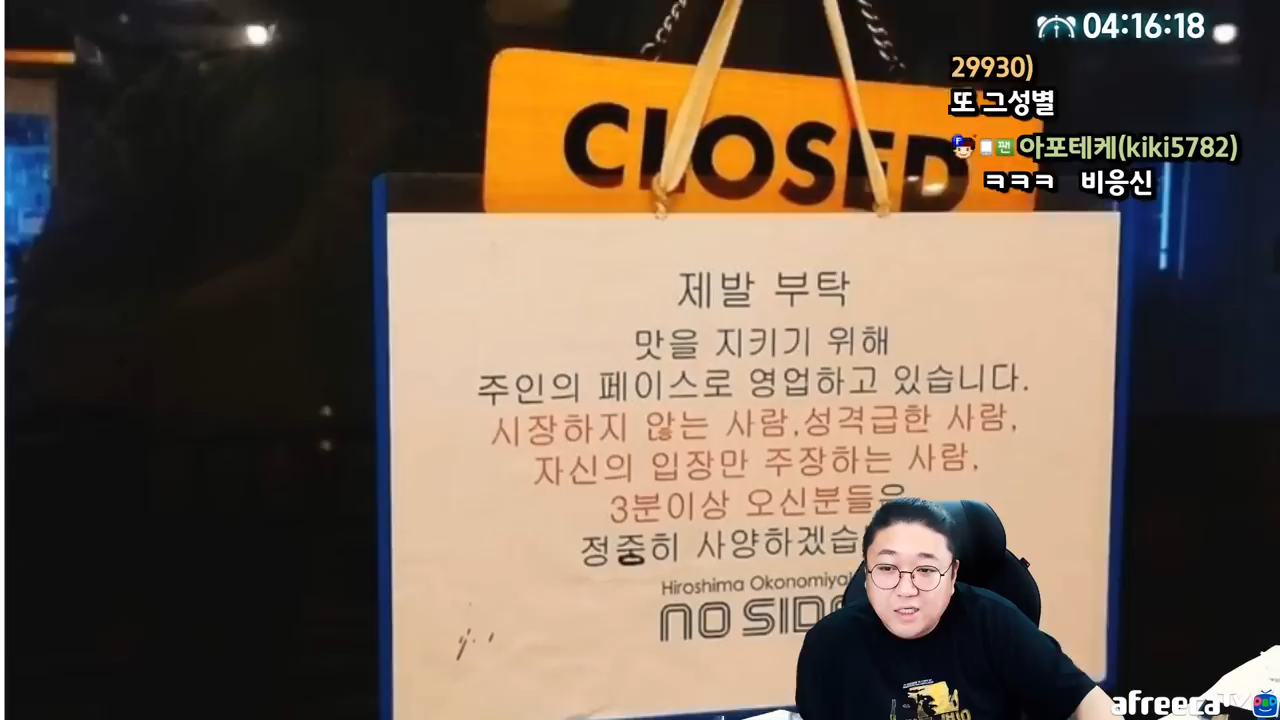 04:16:18
29930)
또 그성별
팬 아포테케(kiki5782)
ㅋㅋㅋ 비응신
CLOSED
제발 부탁
맛을 지키기 위해
주인의 페이스로 영업하고 있습니다.
시장하지 않는 사람,성격급한 사람,
자신의 입장만 주장하는 사람,
3분이상 오신분들은
정중히 사양하겠습
Hiroshima Okonomiyak
NO SID
afreecaTV